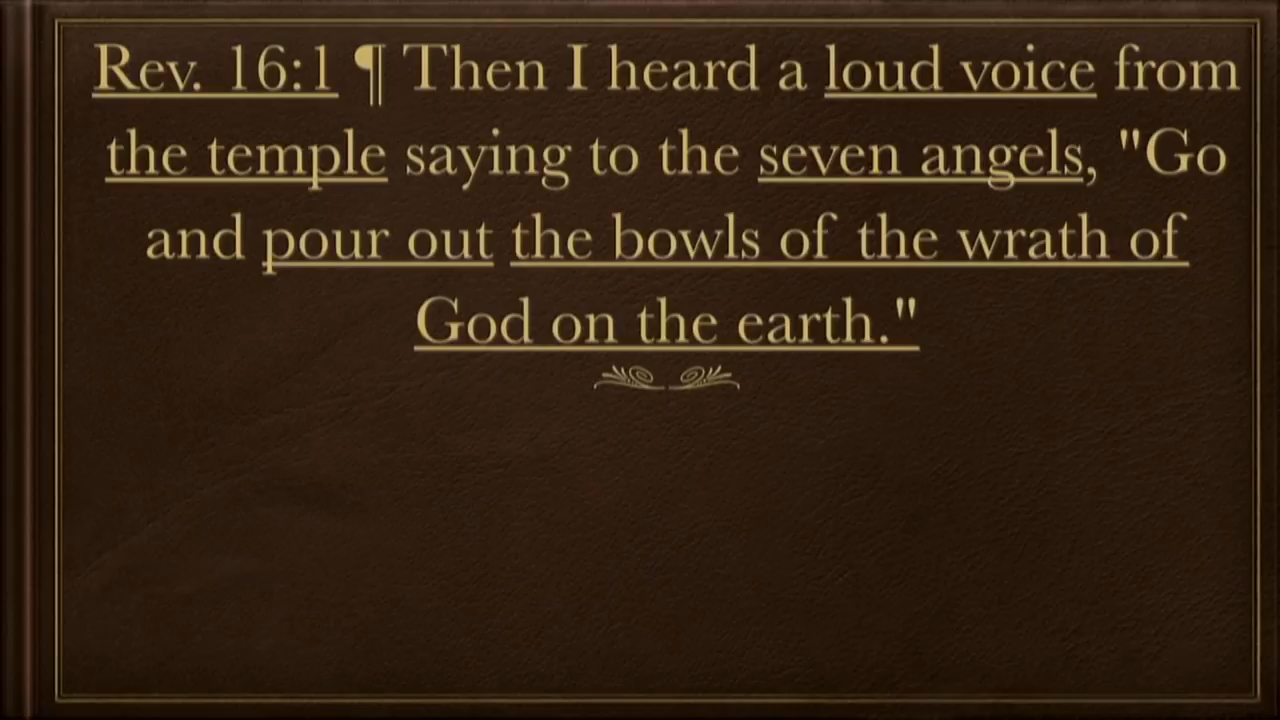 Rev. 16:1 ¶ Then I heard a loud voice from
the temple saying to the seven angels, "Go
and pour out the bowls of the wrath of
God on the earth."